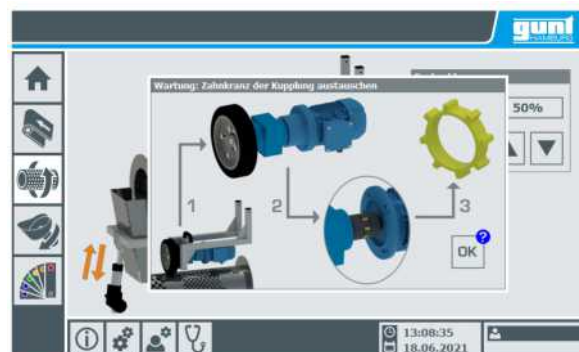 gunt
HAMBURG
Wartung: Zahnkranz der Kupplung austauschen
50%
1
2
3
?
OK
13:08:35
18.06.2021